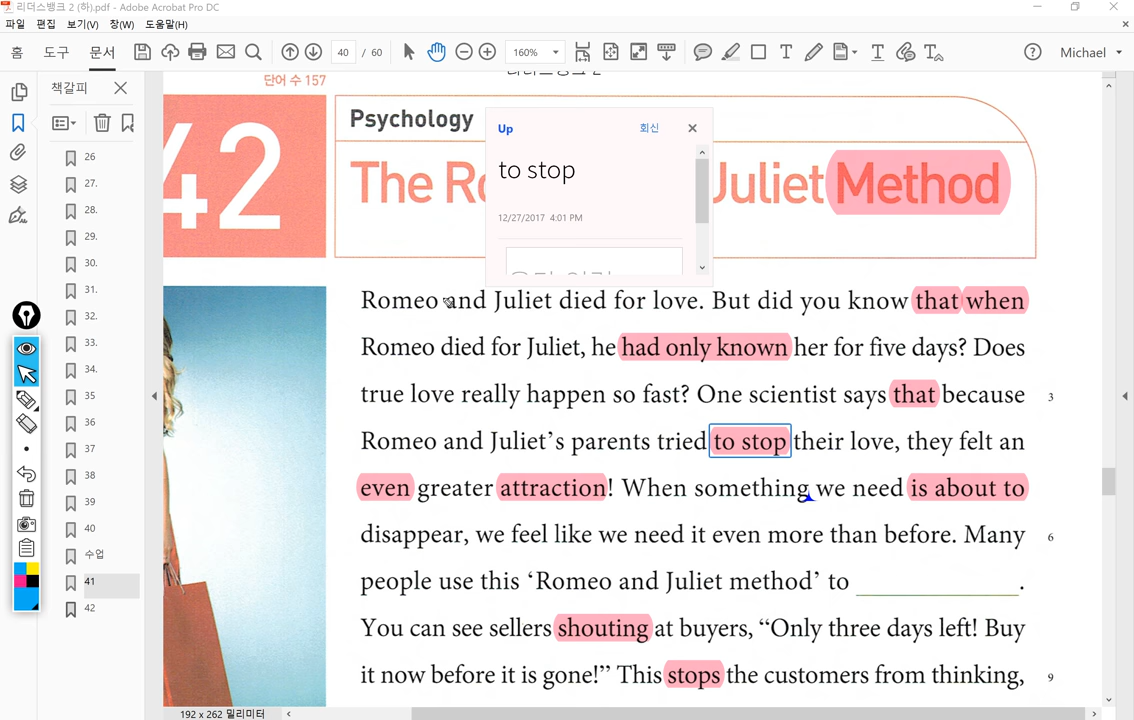 리더스뱅크 2 (하).pdf - Adobe Acrobat Pro DC
파일 편집 보기(V) 창(W) 도움말(H)
홈 도구 문서 40 / 60 160% Michael
책갈피
26
27.
28.
29.
30.
31.
32.
33.
34.
35
36
37
38
39
40
수업
41
42
단어 수 157
42
Psychology
The Ro
Juliet Method
Up 회신
to stop
12/27/2017 4:01 PM
Romeo and Juliet died for love. But did you know that when
Romeo died for Juliet, he had only known her for five days? Does
true love really happen so fast? One scientist says that because 3
Romeo and Juliet’s parents tried to stop their love, they felt an
even greater attraction! When something we need is about to
disappear, we feel like we need it even more than before. Many 6
people use this ‘Romeo and Juliet method’ to .
You can see sellers shouting at buyers, “Only three days left! Buy
it now before it is gone!” This stops the customers from thinking, 9
192 x 262 밀리미터